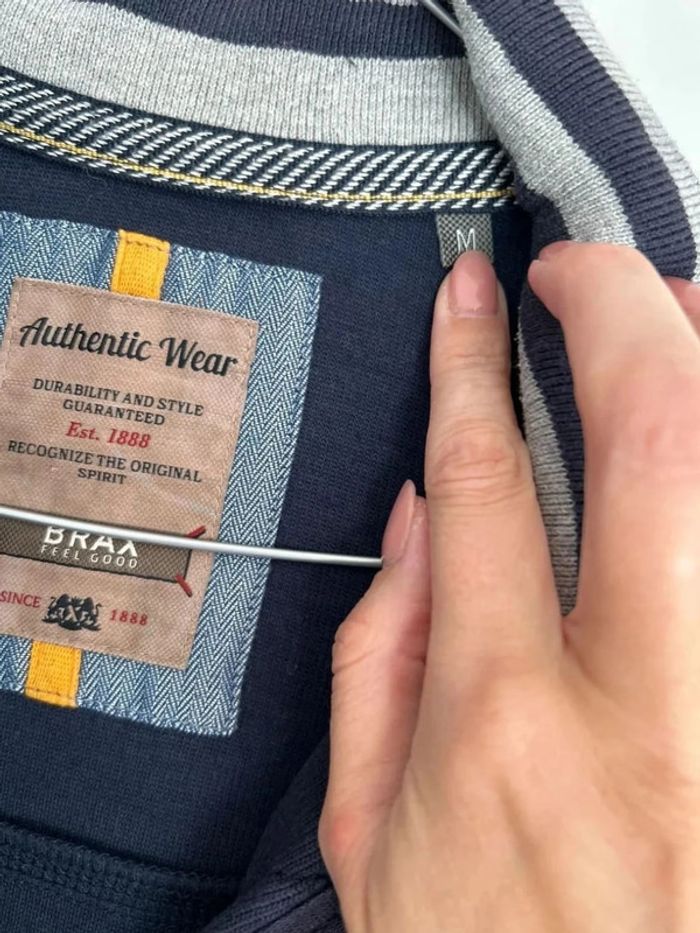 M
Authentic Wear
DURABILITY AND STYLE
GUARANTEED
Est. 1888
RECOGNIZE THE ORIGINAL
SPIRIT
BRAX
FEEL GOOD
SINCE 1888